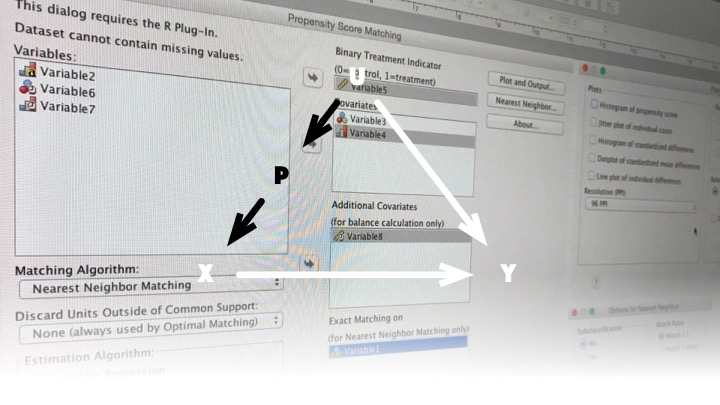 This dialog requires the R Plug-In.
Dataset cannot contain missing values.
Variables:
Variable2
Variable6
Variable7
Matching Algorithm:
Nearest Neighbor Matching
Discard Units Outside of Common Support:
None (always used by Optimal Matching)
Estimation Algorithm:
Propensity Score Matching
Binary Treatment Indicator
trol, 1=treatment)
Variable5
ovariates
Variable3
Variable4
Additional Covariates
(for balance calculation only)
Variable8
Exact Matching on
(for Nearest Neighbor Matching only)
Variable1
Plot and Output...
Nearest Neighbor...
About...
Plots
Histogram of propensity score
Jitter plot of individual cases
Histogram of standardized differences
Dotplot of standardized mean differences
Line plot of individual differences
Resolution (PPI)
96 PPI
?
Options for Nearest Neighbor
Subclassification
No
Match Ratio
U
P
X
Y